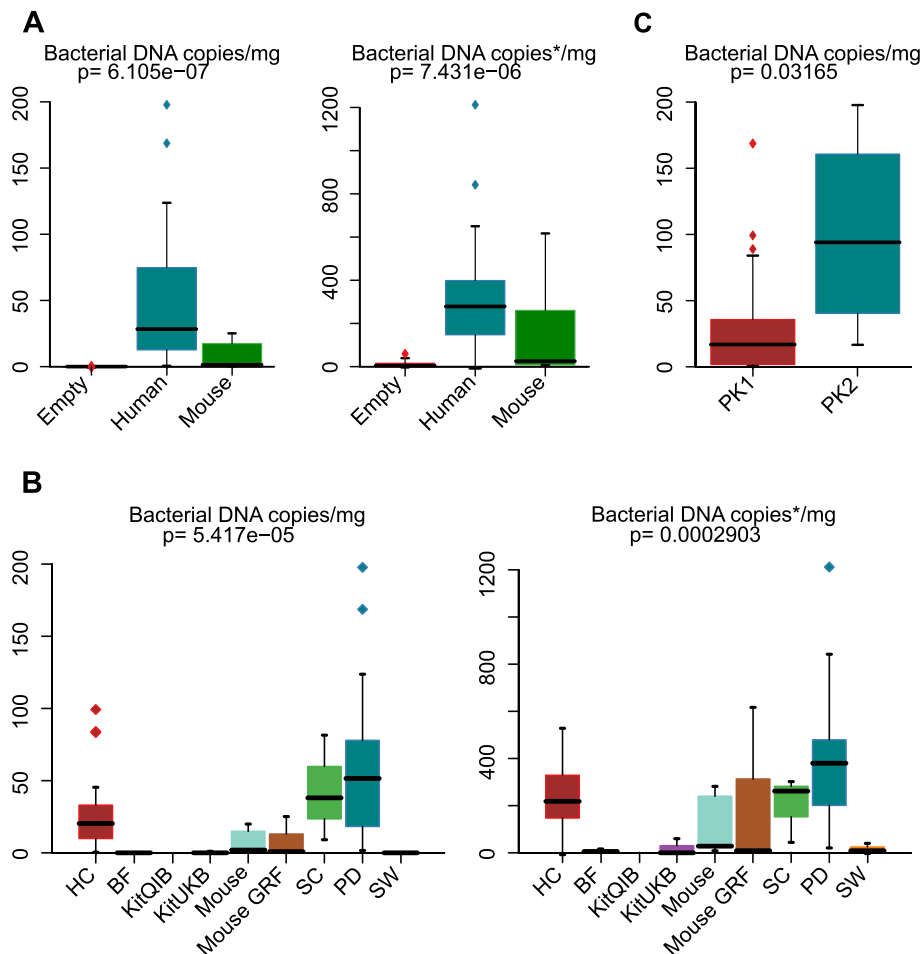 A
Bacterial DNA copies/mg
p= 6.105e−07
200
150
100
50
0
Empty
Human
Mouse
Bacterial DNA copies*/mg
p= 7.431e−06
1200
800
400
0
Empty
Human
Mouse
C
Bacterial DNA copies/mg
p= 0.03165
200
150
100
50
0
PK1
PK2
B
Bacterial DNA copies/mg
p= 5.417e−05
200
150
100
50
0
HC
BF
KitQIB
KitUKB
Mouse
Mouse GRF
SC
PD
SW
Bacterial DNA copies*/mg
p= 0.0002903
1200
800
400
0
HC
BF
KitQIB
KitUKB
Mouse
Mouse GRF
SC
PD
SW